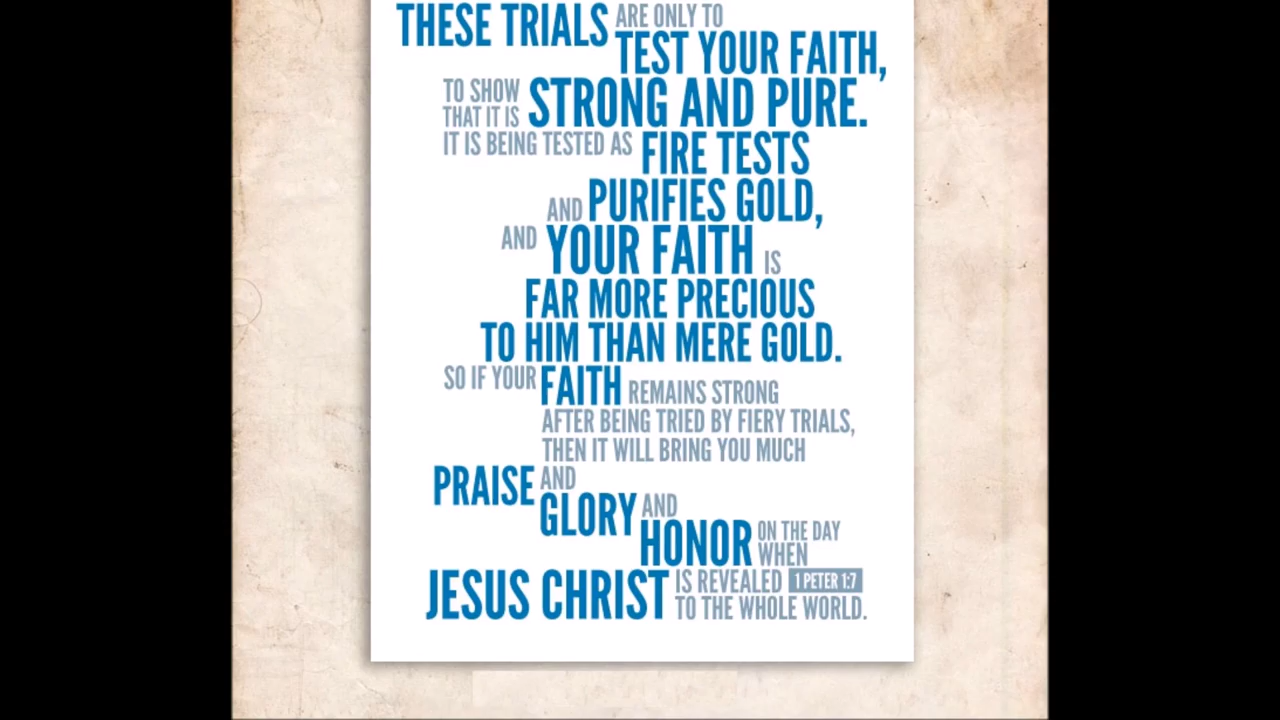 THESE TRIALS ARE ONLY TO
TEST YOUR FAITH,
TO SHOW
THAT IT IS STRONG AND PURE.
IT IS BEING TESTED AS FIRE TESTS
AND PURIFIES GOLD,
AND YOUR FAITH IS
FAR MORE PRECIOUS
TO HIM THAN MERE GOLD.
SO IF YOUR FAITH REMAINS STRONG
AFTER BEING TRIED BY FIERY TRIALS,
THEN IT WILL BRING YOU MUCH
PRAISE AND
GLORY AND
HONOR ON THE DAY
WHEN
JESUS CHRIST IS REVEALED 1 PETER 1:7
TO THE WHOLE WORLD.